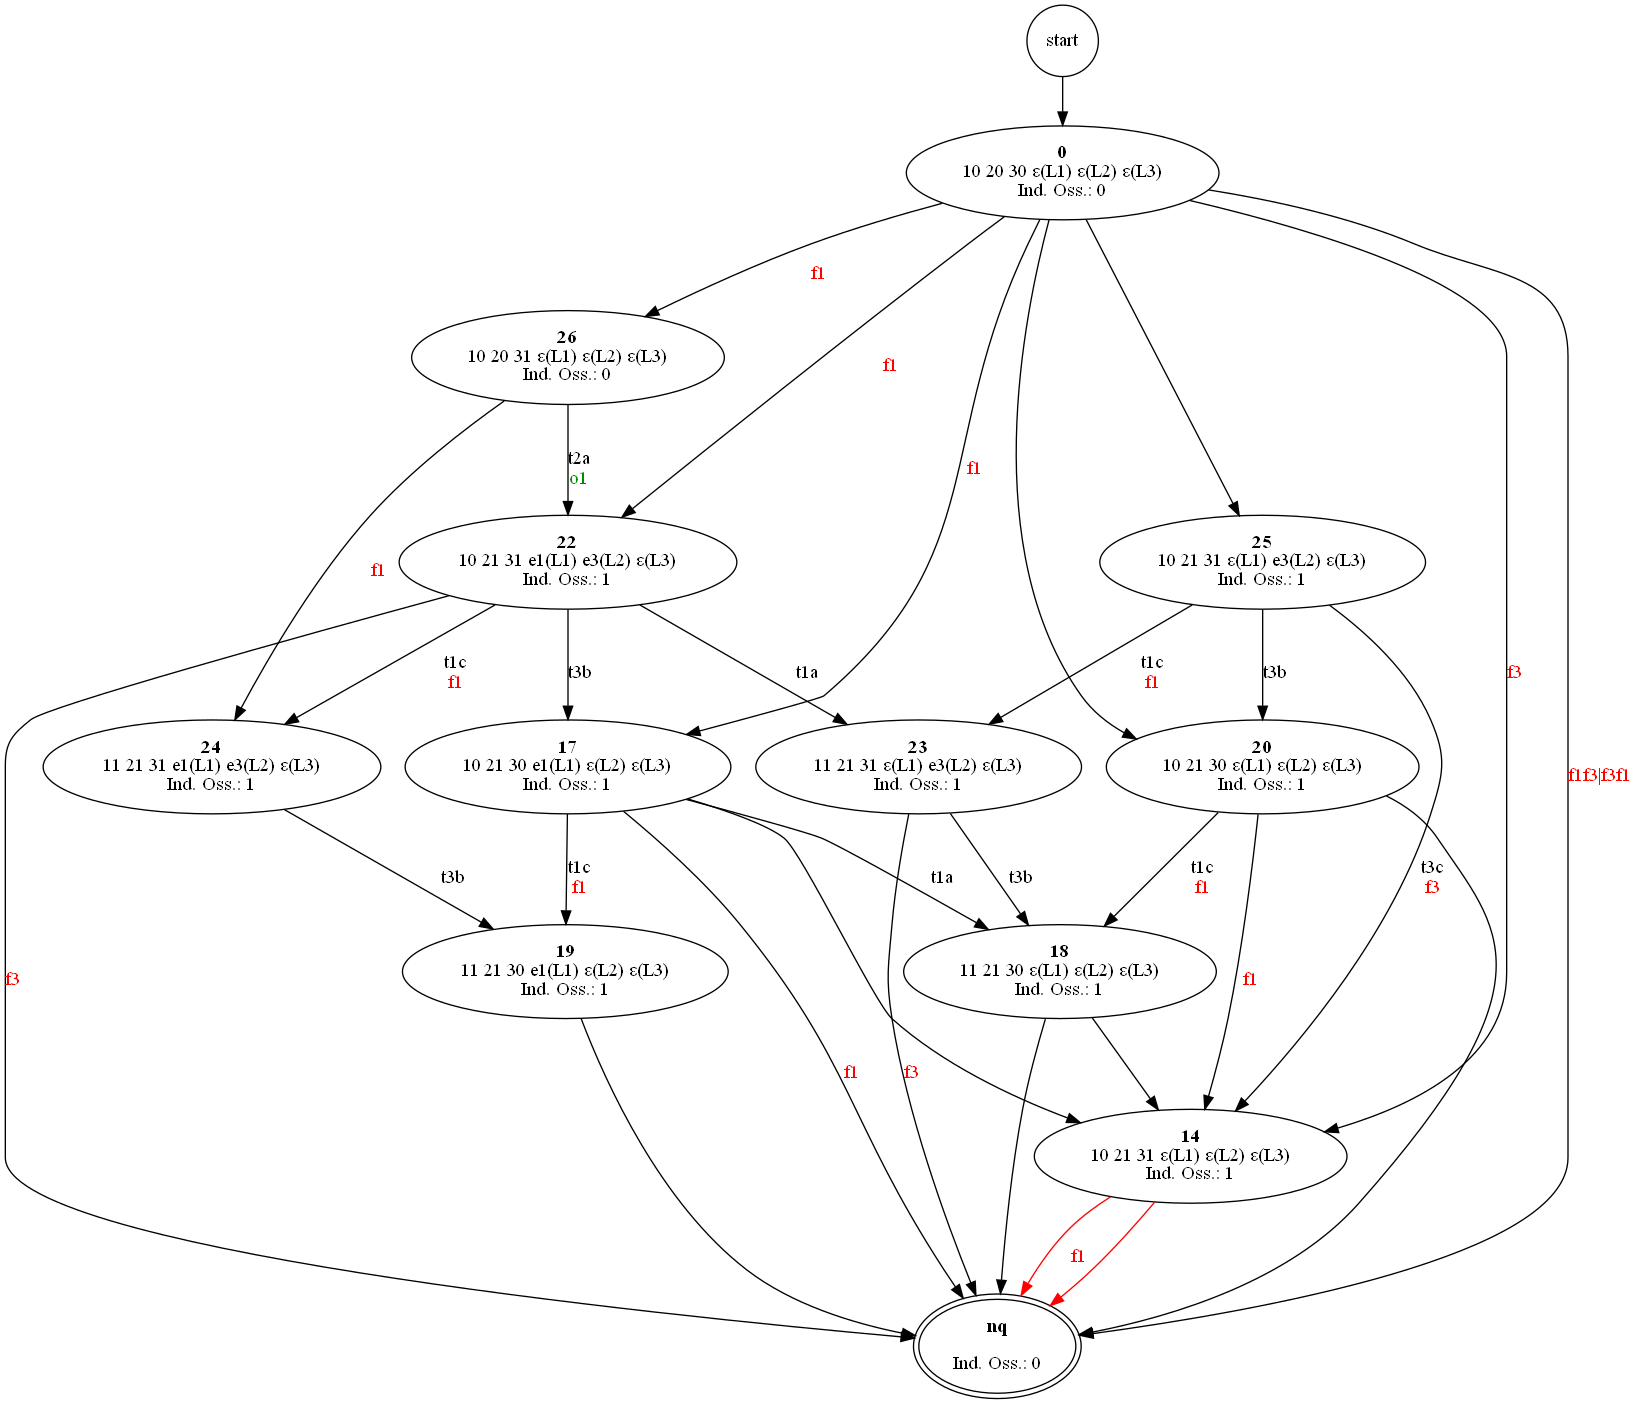 start
0
10 20 30 ε(L1) ε(L2) ε(L3)
Ind. Oss.: 0
f1
26
10 20 31 ε(L1) ε(L2) ε(L3)
Ind. Oss.: 0
f1
t2a
o1
f1
22
10 21 31 e1(L1) e3(L2) ε(L3)
Ind. Oss.: 1
25
10 21 31 ε(L1) e3(L2) ε(L3)
Ind. Oss.: 1
f1
t1c
f1
t3b
t1a
t1c
f1
t3b
f3
24
11 21 31 e1(L1) e3(L2) ε(L3)
Ind. Oss.: 1
17
10 21 30 e1(L1) ε(L2) ε(L3)
Ind. Oss.: 1
23
11 21 31 ε(L1) e3(L2) ε(L3)
Ind. Oss.: 1
20
10 21 30 ε(L1) ε(L2) ε(L3)
Ind. Oss.: 1
f1f3|f3f1
t3b
t1c
f1
t1a
t3b
t1c
f1
t3c
f3
f3
19
11 21 30 e1(L1) ε(L2) ε(L3)
Ind. Oss.: 1
18
11 21 30 ε(L1) ε(L2) ε(L3)
Ind. Oss.: 1
f1
f1
f3
14
10 21 31 ε(L1) ε(L2) ε(L3)
Ind. Oss.: 1
f1
nq
Ind. Oss.: 0